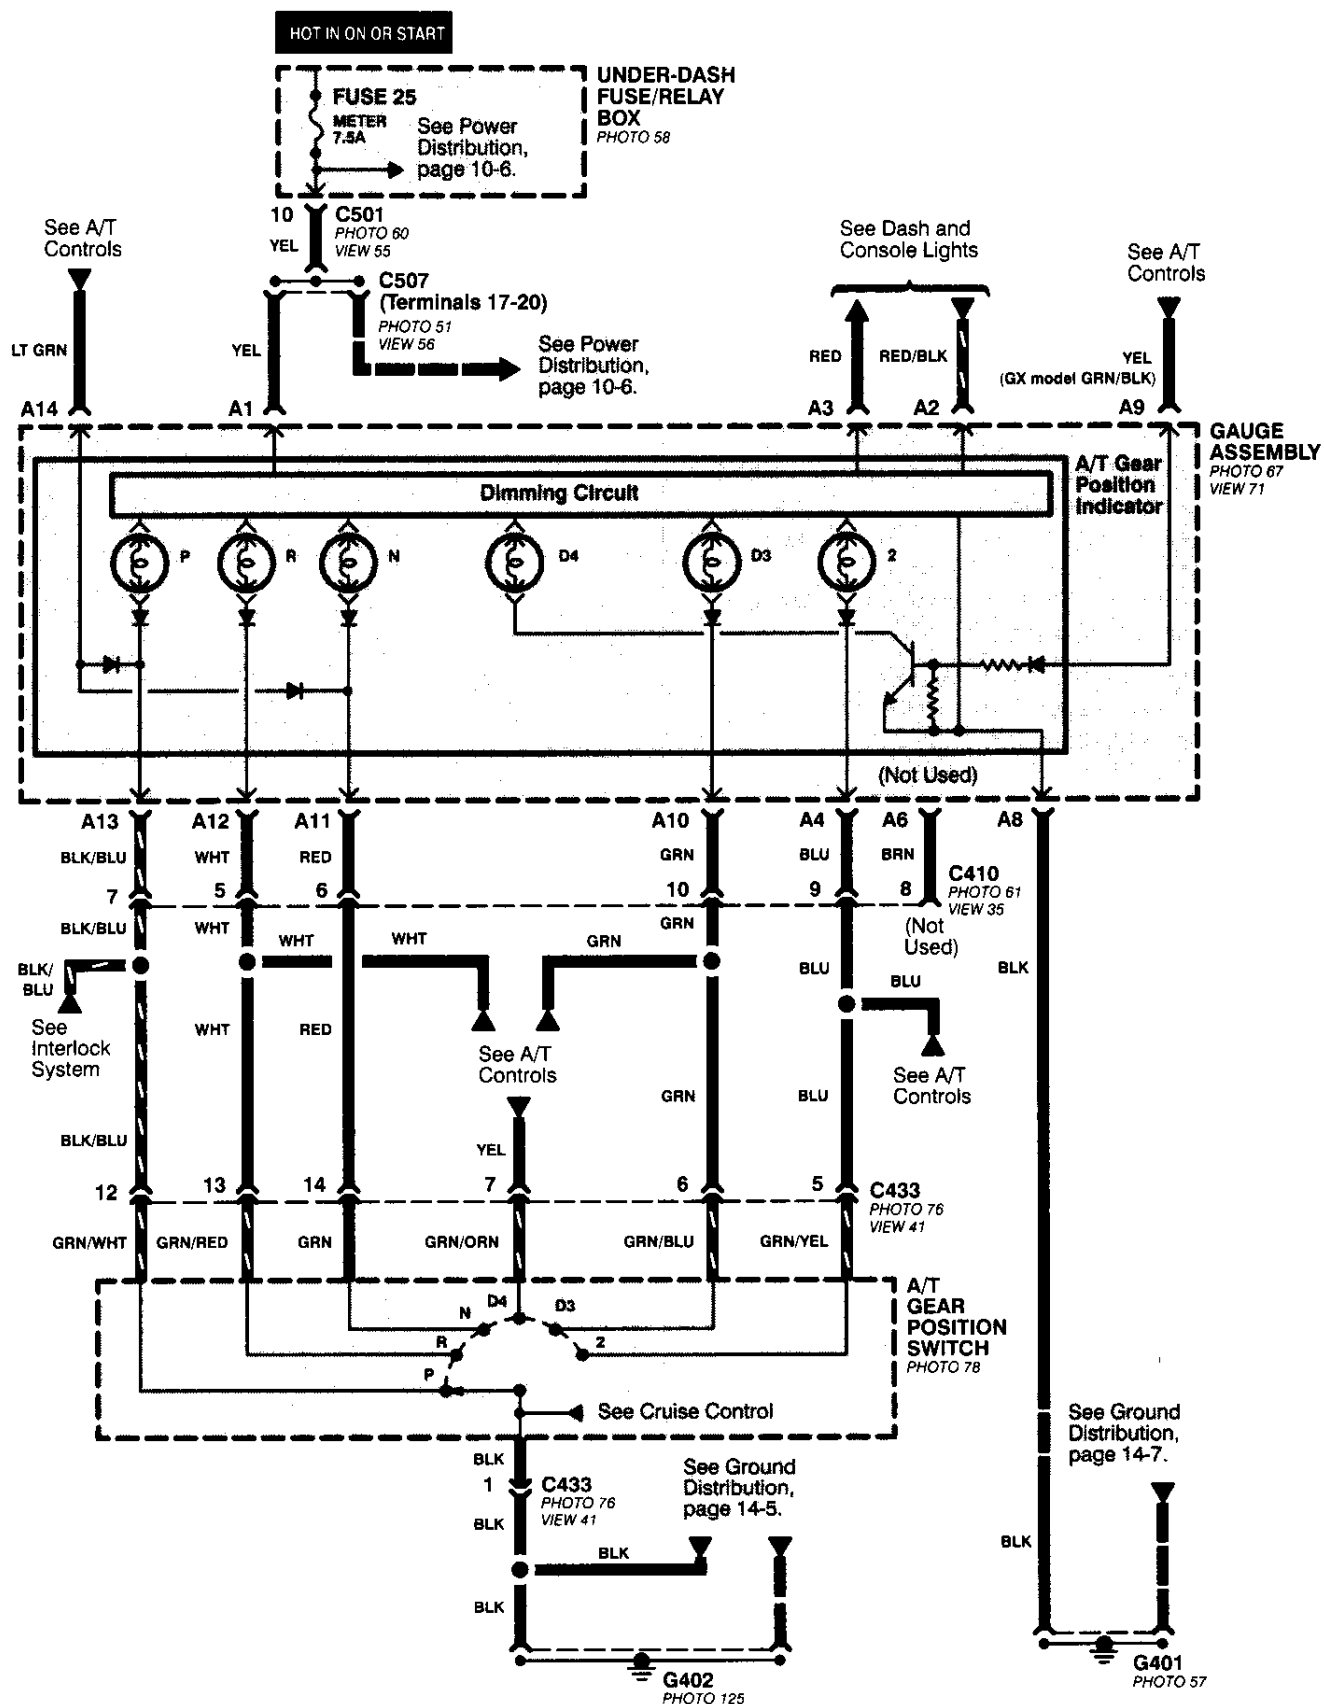 HOT IN ON OR START
UNDER-DASH
FUSE/RELAY
BOX
PHOTO 58
FUSE 25
METER
7.5A
See Power
Distribution,
page 10-6.
10
C501
PHOTO 60
VIEW 55
YEL
See A/T
Controls
C507
(Terminals 17-20)
PHOTO 51
VIEW 56
See Dash and
Console Lights
See A/T
Controls
LT GRN
YEL
See Power
Distribution,
page 10-6.
RED
RED/BLK
YEL
(GX model GRN/BLK)
A14
A1
A3
A2
A9
GAUGE
ASSEMBLY
PHOTO 67
VIEW 71
A/T Gear
Position
Indicator
Dimming Circuit
P
R
N
D4
D3
2
(Not Used)
A13
A12
A11
A10
A4
A6
A8
BLK/BLU
WHT
RED
GRN
BLU
BRN
7
5
6
10
9
8
C410
PHOTO 61
VIEW 35
(Not
Used)
BLK/BLU
WHT
GRN
WHT
WHT
GRN
BLK/
BLU
BLU
BLU
BLK
See
Interlock
System
WHT
RED
See A/T
Controls
See A/T
Controls
GRN
BLU
BLK/BLU
YEL
12
13
14
7
6
5
C433
PHOTO 76
VIEW 41
GRN/WHT
GRN/RED
GRN
GRN/ORN
GRN/BLU
GRN/YEL
A/T
GEAR
POSITION
SWITCH
PHOTO 78
P
R
N
D4
D3
2
See Cruise Control
BLK
1
C433
PHOTO 76
VIEW 41
BLK
See Ground
Distribution,
page 14-5.
See Ground
Distribution,
page 14-7.
BLK
BLK
BLK
G402
PHOTO 125
G401
PHOTO 57